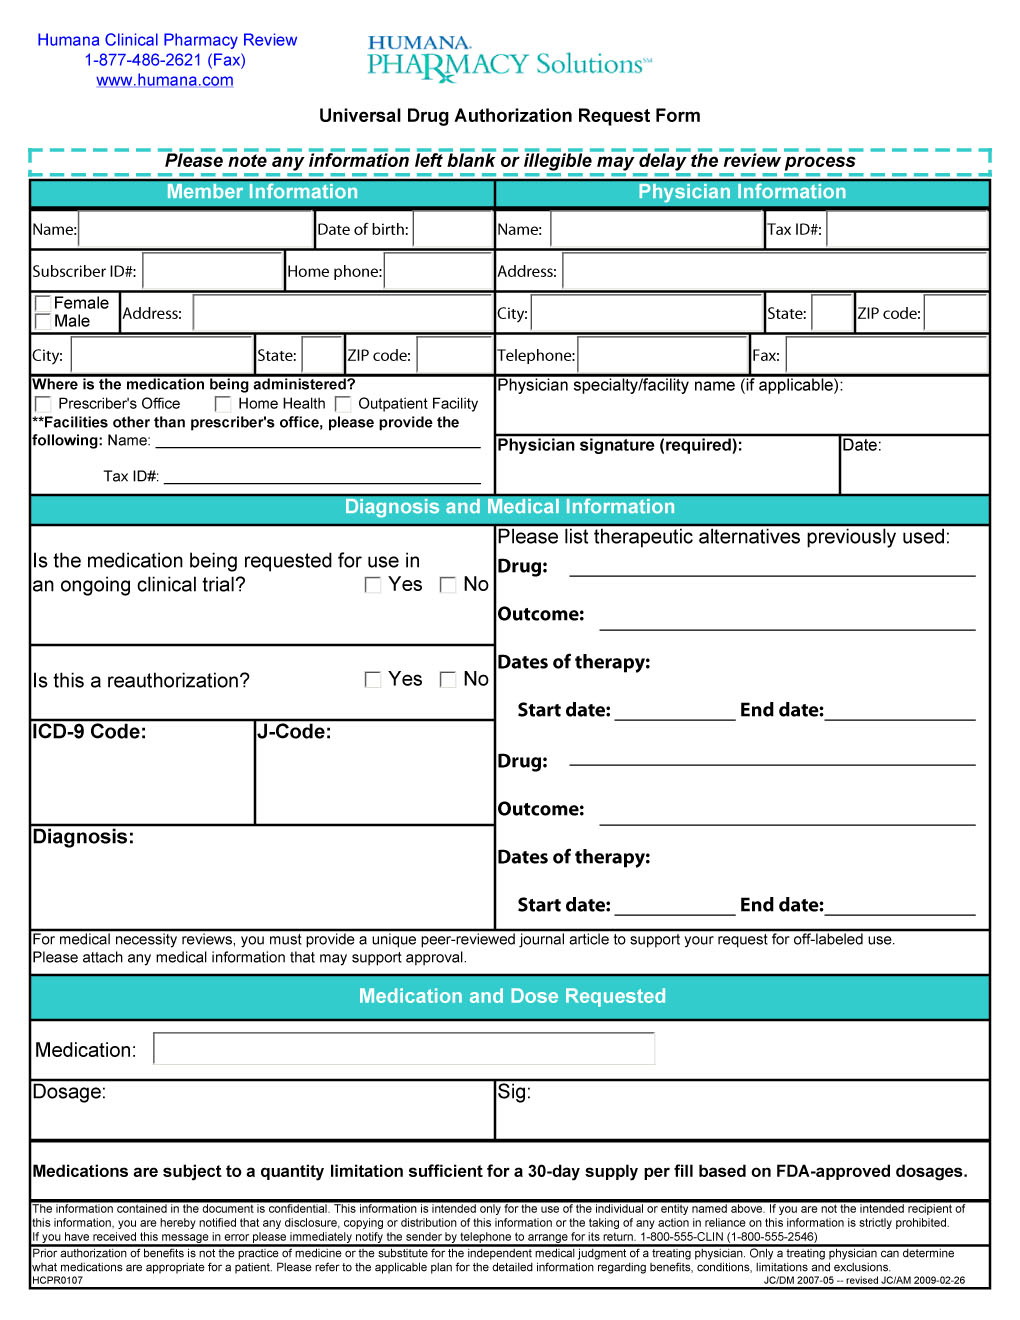 Humana Clinical Pharmacy Review
1-877-486-2621 (Fax)
www.humana.com
HUMANA.
PHARMACY Solutions℠
Universal Drug Authorization Request Form
Please note any information left blank or illegible may delay the review process
Member Information
Physician Information
Name:
Date of birth:
Name:
Tax ID#:
Subscriber ID#:
Home phone:
Address:
Female
Male
Address:
City:
State:
ZIP code:
City:
State:
ZIP code:
Telephone:
Fax:
Where is the medication being administered?
Prescriber's Office
Home Health
Outpatient Facility
**Facilities other than prescriber's office, please provide the
following: Name:
Tax ID#:
Physician specialty/facility name (if applicable):
Physician signature (required):
Date:
Diagnosis and Medical Information
Is the medication being requested for use in
an ongoing clinical trial? Yes No
Is this a reauthorization? Yes No
ICD-9 Code:
J-Code:
Diagnosis:
Please list therapeutic alternatives previously used:
Drug:
Outcome:
Dates of therapy:
Start date: End date:
Drug:
Outcome:
Dates of therapy:
Start date: End date:
For medical necessity reviews, you must provide a unique peer-reviewed journal article to support your request for off-labeled use.
Please attach any medical information that may support approval.
Medication and Dose Requested
Medication:
Dosage:
Sig:
Medications are subject to a quantity limitation sufficient for a 30-day supply per fill based on FDA-approved dosages.
The information contained in the document is confidential. This information is intended only for the use of the individual or entity named above. If you are not the intended recipient of
this information, you are hereby notified that any disclosure, copying or distribution of this information or the taking of any action in reliance on this information is strictly prohibited.
If you have received this message in error please immediately notify the sender by telephone to arrange for its return. 1-800-555-CLIN (1-800-555-2546)
Prior authorization of benefits is not the practice of medicine or the substitute for the independent medical judgment of a treating physician. Only a treating physician can determine
what medications are appropriate for a patient. Please refer to the applicable plan for the detailed information regarding benefits, conditions, limitations and exclusions.
HCPR0107
JC/DM 2007-05 -- revised JC/AM 2009-02-26